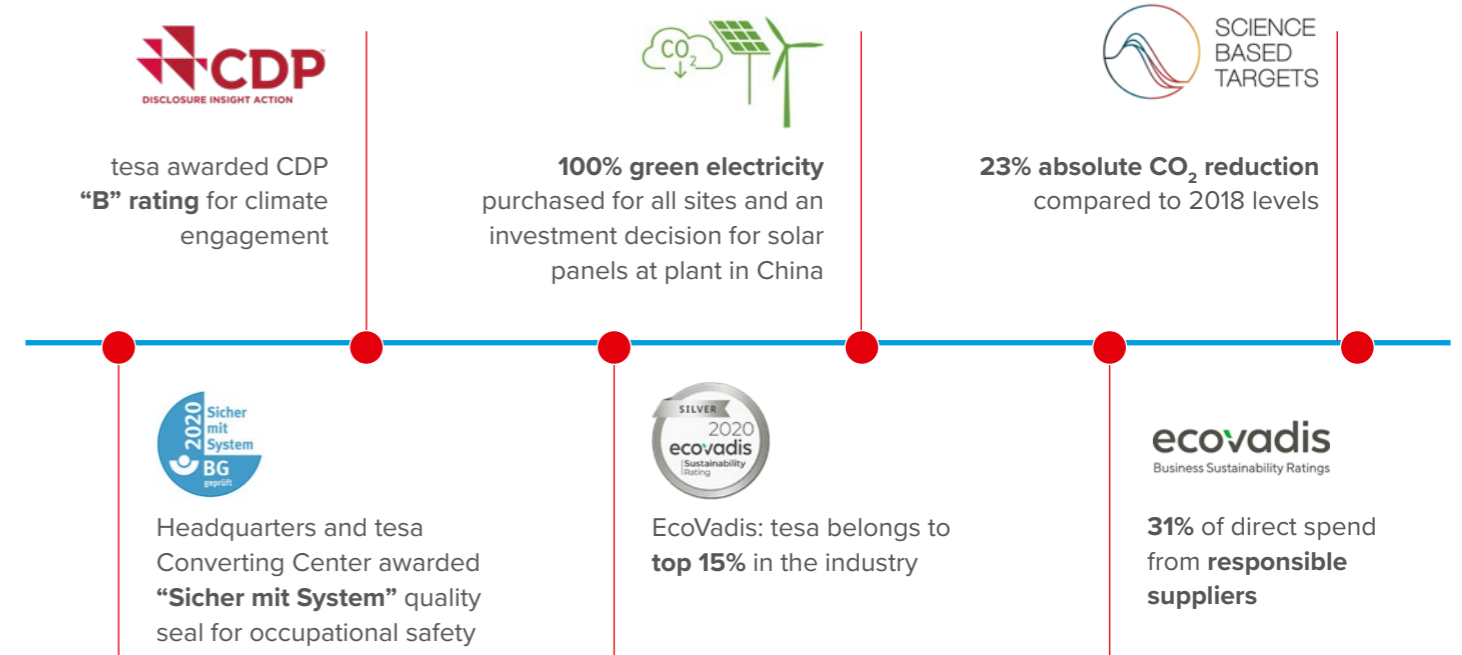 CDP
DISCLOSURE INSIGHT ACTION
tesa awarded CDP
“B” rating for climate
engagement
CO2
100% green electricity
purchased for all sites and an
investment decision for solar
panels at plant in China
SCIENCE
BASED
TARGETS
23% absolute CO2 reduction
compared to 2018 levels
2020
Sicher
mit
System
BG
geprüft
Headquarters and tesa
Converting Center awarded
“Sicher mit System” quality
seal for occupational safety
SILVER
2020
ecovadis
Sustainability
Rating
EcoVadis: tesa belongs to
top 15% in the industry
ecovadis
Business Sustainability Ratings
31% of direct spend
from responsible
suppliers